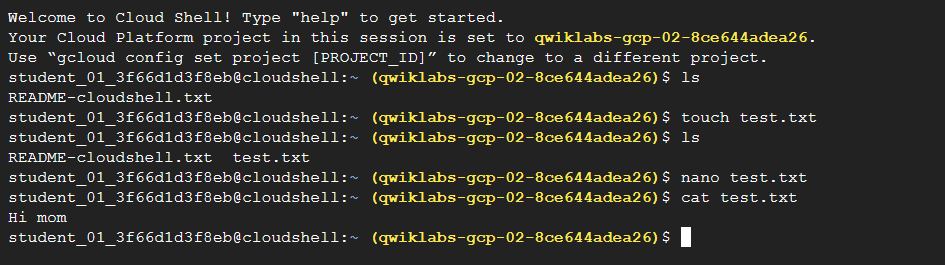 Welcome to Cloud Shell! Type "help" to get started.
Your Cloud Platform project in this session is set to qwiklabs-gcp-02-8ce644adea26.
Use “gcloud config set project [PROJECT_ID]” to change to a different project.
student_01_3f66d1d3f8eb@cloudshell:~ (qwiklabs-gcp-02-8ce644adea26)$ ls
README-cloudshell.txt
student_01_3f66d1d3f8eb@cloudshell:~ (qwiklabs-gcp-02-8ce644adea26)$ touch test.txt
student_01_3f66d1d3f8eb@cloudshell:~ (qwiklabs-gcp-02-8ce644adea26)$ ls
README-cloudshell.txt  test.txt
student_01_3f66d1d3f8eb@cloudshell:~ (qwiklabs-gcp-02-8ce644adea26)$ nano test.txt
student_01_3f66d1d3f8eb@cloudshell:~ (qwiklabs-gcp-02-8ce644adea26)$ cat test.txt
Hi mom
student_01_3f66d1d3f8eb@cloudshell:~ (qwiklabs-gcp-02-8ce644adea26)$